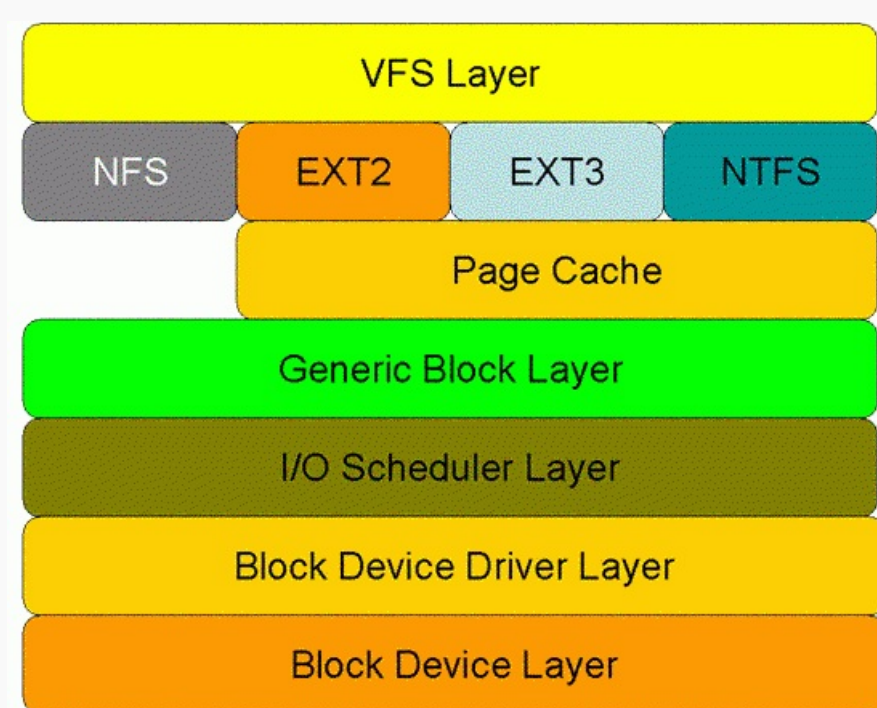 VFS Layer
NFS EXT2 EXT3 NTFS
Page Cache
Generic Block Layer
I/O Scheduler Layer
Block Device Driver Layer
Block Device Layer